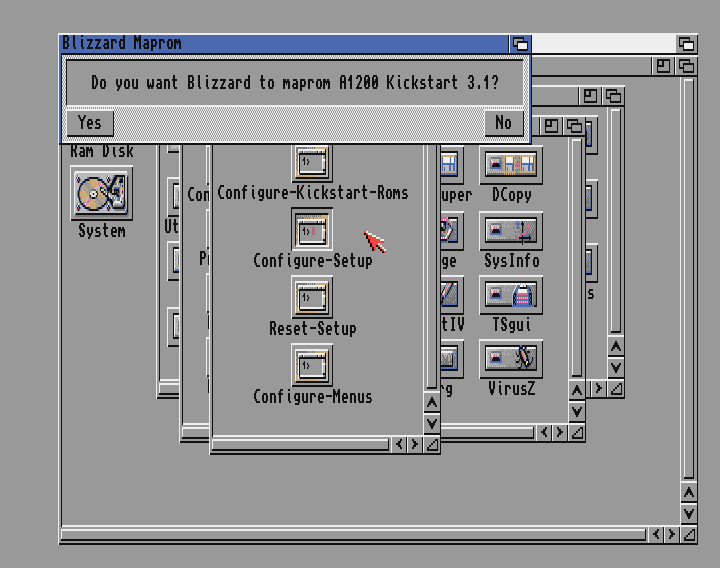 Blizzard Maprom
Do you want Blizzard to maprom A1200 Kickstart 3.1?
Yes
No
Ram Disk
System
Ut
Con
Configure-Kickstart-Roms
Configure-Setup
Reset-Setup
Configure-Menus
uper
DCopy
ge
SysInfo
tIV
TSgui
rg
VirusZ
s